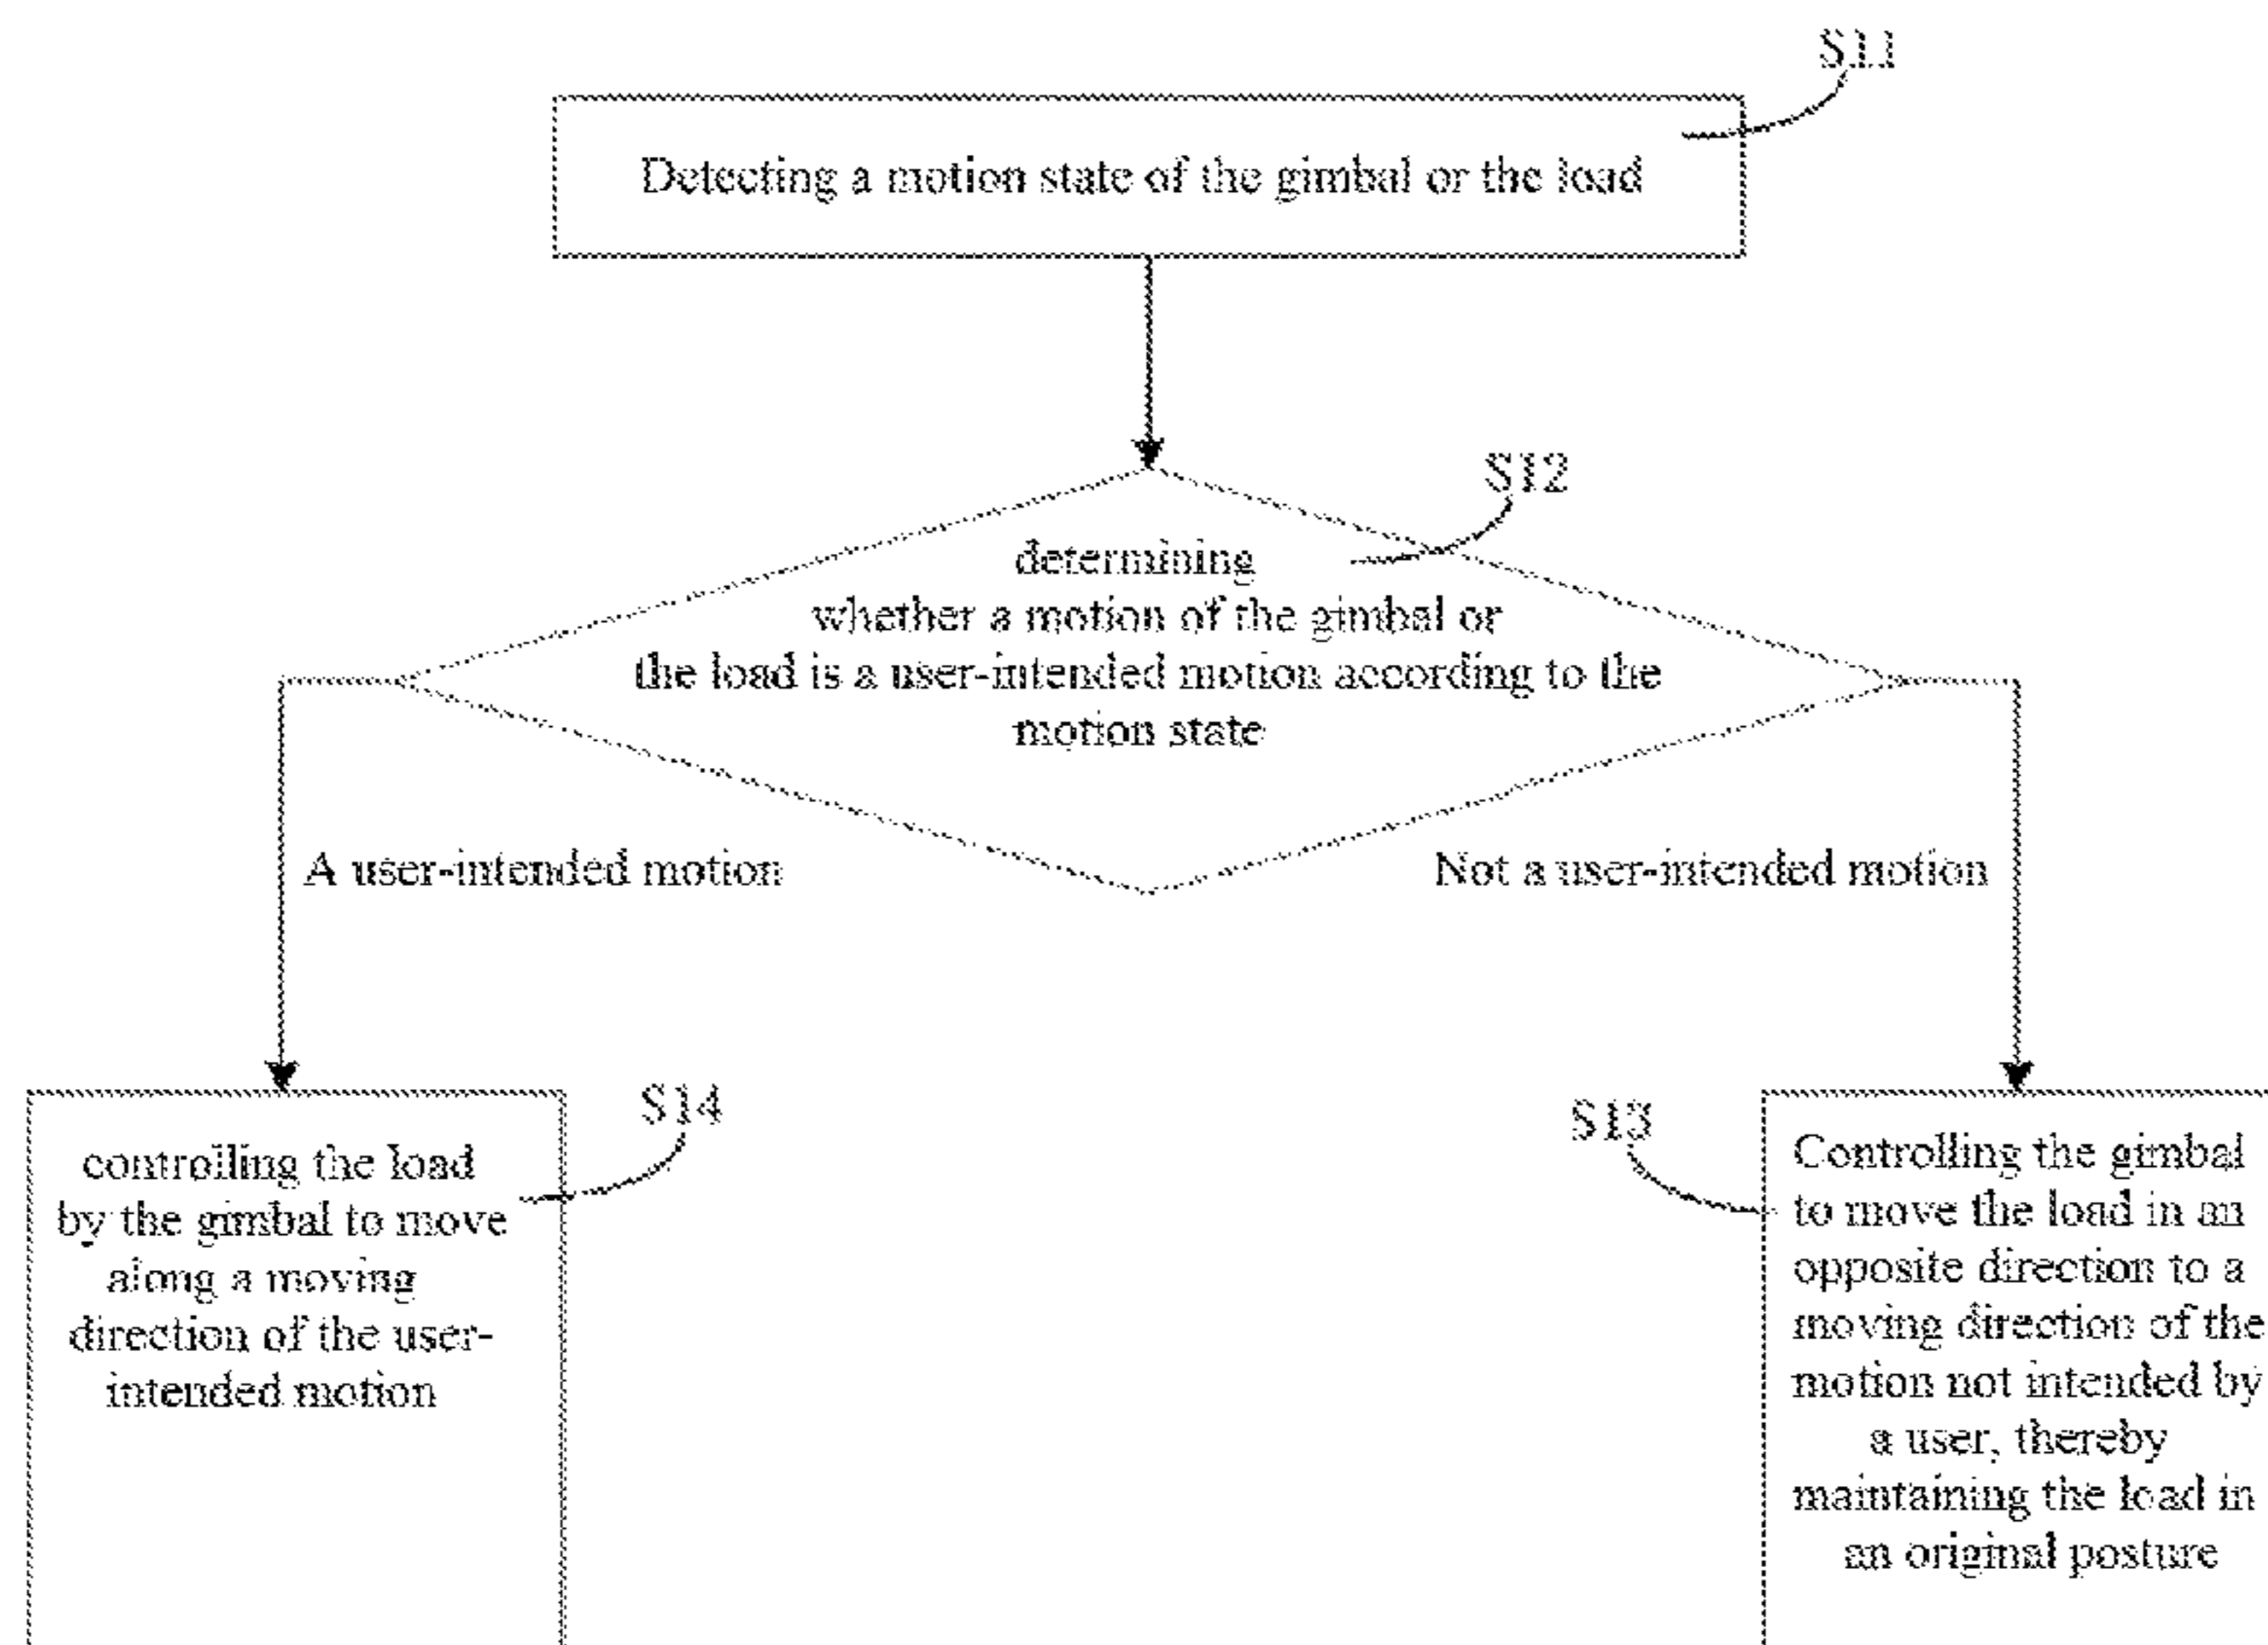 S11
Detecting a motion state of the gimbal or the load
S12
determining
whether a motion of the gimbal or
the load is a user-intended motion according to the
motion state
A user-intended motion
Not a user-intended motion
S14
controlling the load
by the gimbal to move
along a moving
direction of the user-
intended motion
S13
Controlling the gimbal
to move the load in an
opposite direction to a
moving direction of the
motion not intended by
a user, thereby
maintaining the load in
an original posture